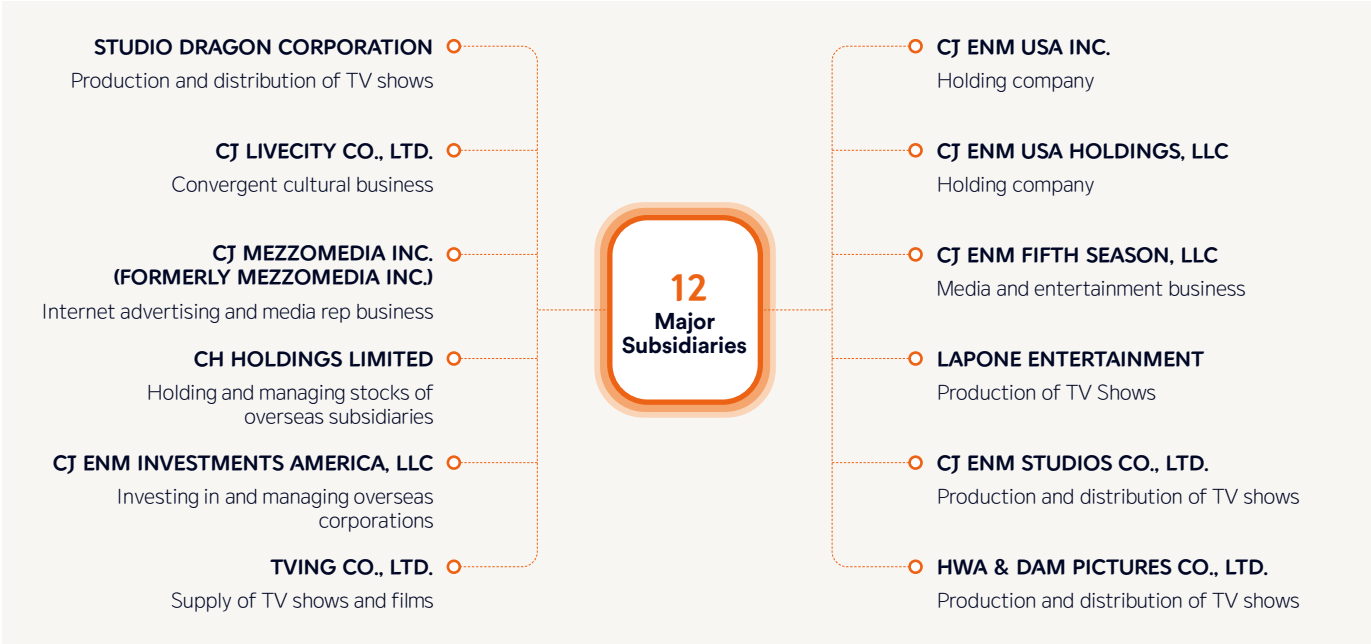 STUDIO DRAGON CORPORATION
Production and distribution of TV shows
CJ LIVECITY CO., LTD.
Convergent cultural business
CJ MEZZOMEDIA INC.
(FORMERLY MEZZOMEDIA INC.)
Internet advertising and media rep business
CH HOLDINGS LIMITED
Holding and managing stocks of
overseas subsidiaries
CJ ENM INVESTMENTS AMERICA, LLC
Investing in and managing overseas
corporations
TVING CO., LTD.
Supply of TV shows and films
12
Major
Subsidiaries
CJ ENM USA INC.
Holding company
CJ ENM USA HOLDINGS, LLC
Holding company
CJ ENM FIFTH SEASON, LLC
Media and entertainment business
LAPONE ENTERTAINMENT
Production of TV Shows
CJ ENM STUDIOS CO., LTD.
Production and distribution of TV shows
HWA & DAM PICTURES CO., LTD.
Production and distribution of TV shows